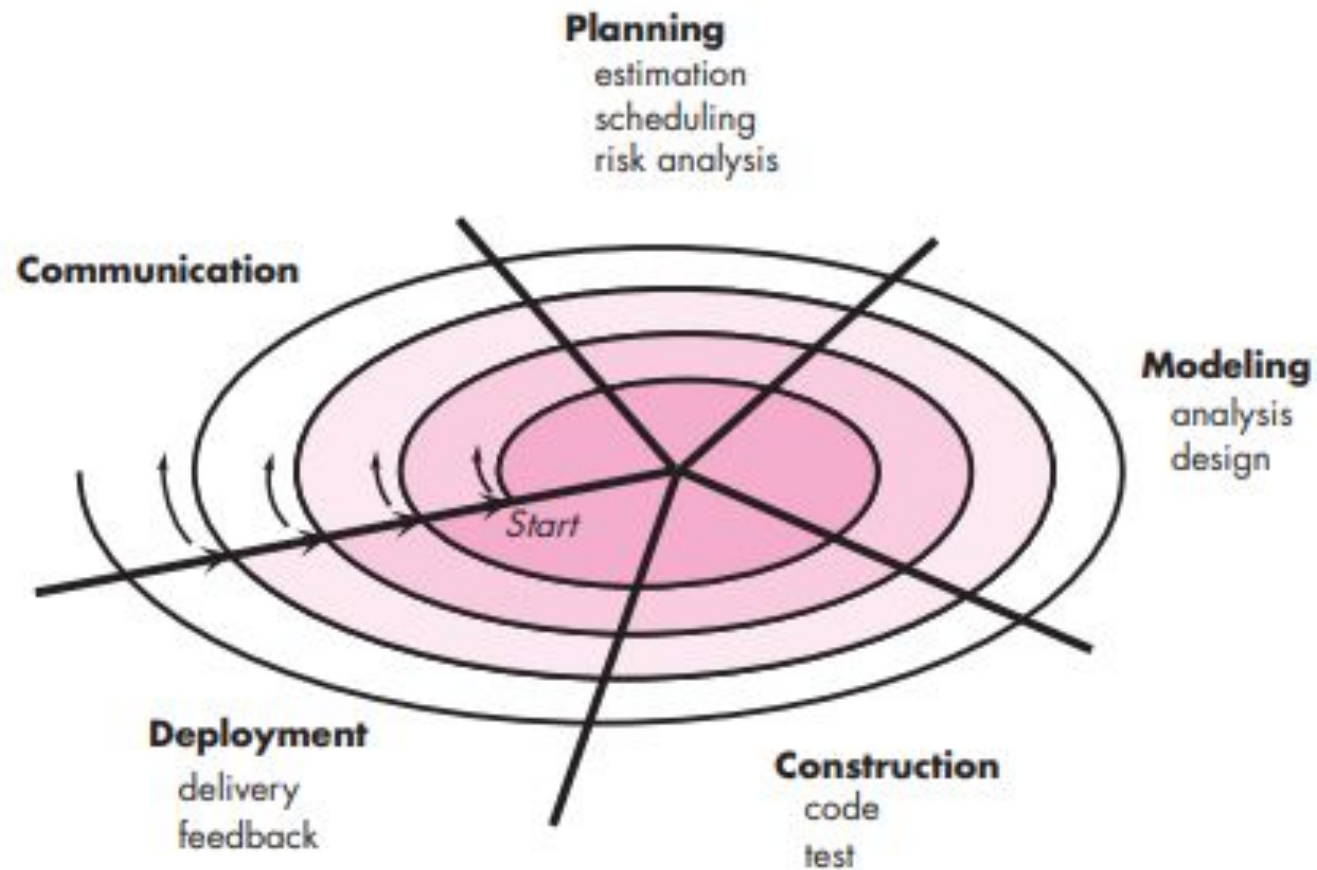 Planning
estimation
scheduling
risk analysis
Communication
Modeling
analysis
design
Start
Deployment
delivery
feedback
Construction
code
test